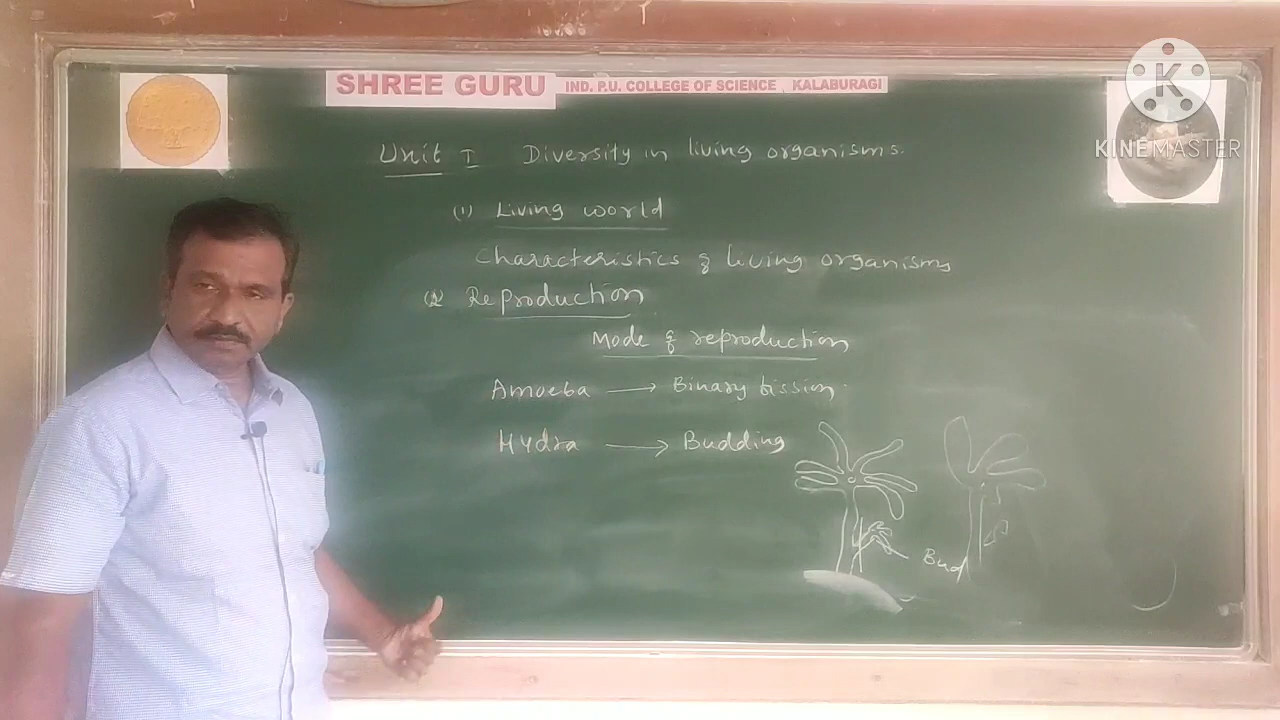 SHREE GURU IND. P.U. COLLEGE OF SCIENCE, KALABURAGI
KINEMASTER
Unit I Diversity in living organisms.
(1) Living world
Characteristics of living organisms
(2) Reproduction
Mode of reproduction
Amoeba → Binary fission.
Hydra → Budding
Bud